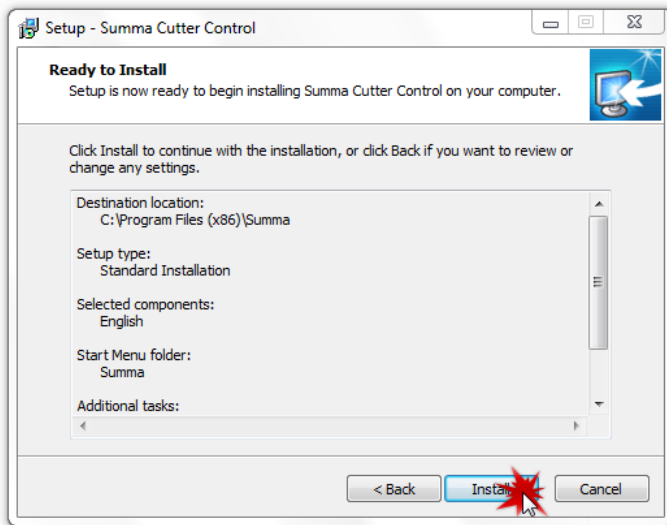 Setup - Summa Cutter Control
Ready to Install
Setup is now ready to begin installing Summa Cutter Control on your computer.
Click Install to continue with the installation, or click Back if you want to review or
change any settings.
Destination location:
C:\Program Files (x86)\Summa
Setup type:
Standard Installation
Selected components:
English
Start Menu folder:
Summa
Additional tasks:
< Back
Install
Cancel